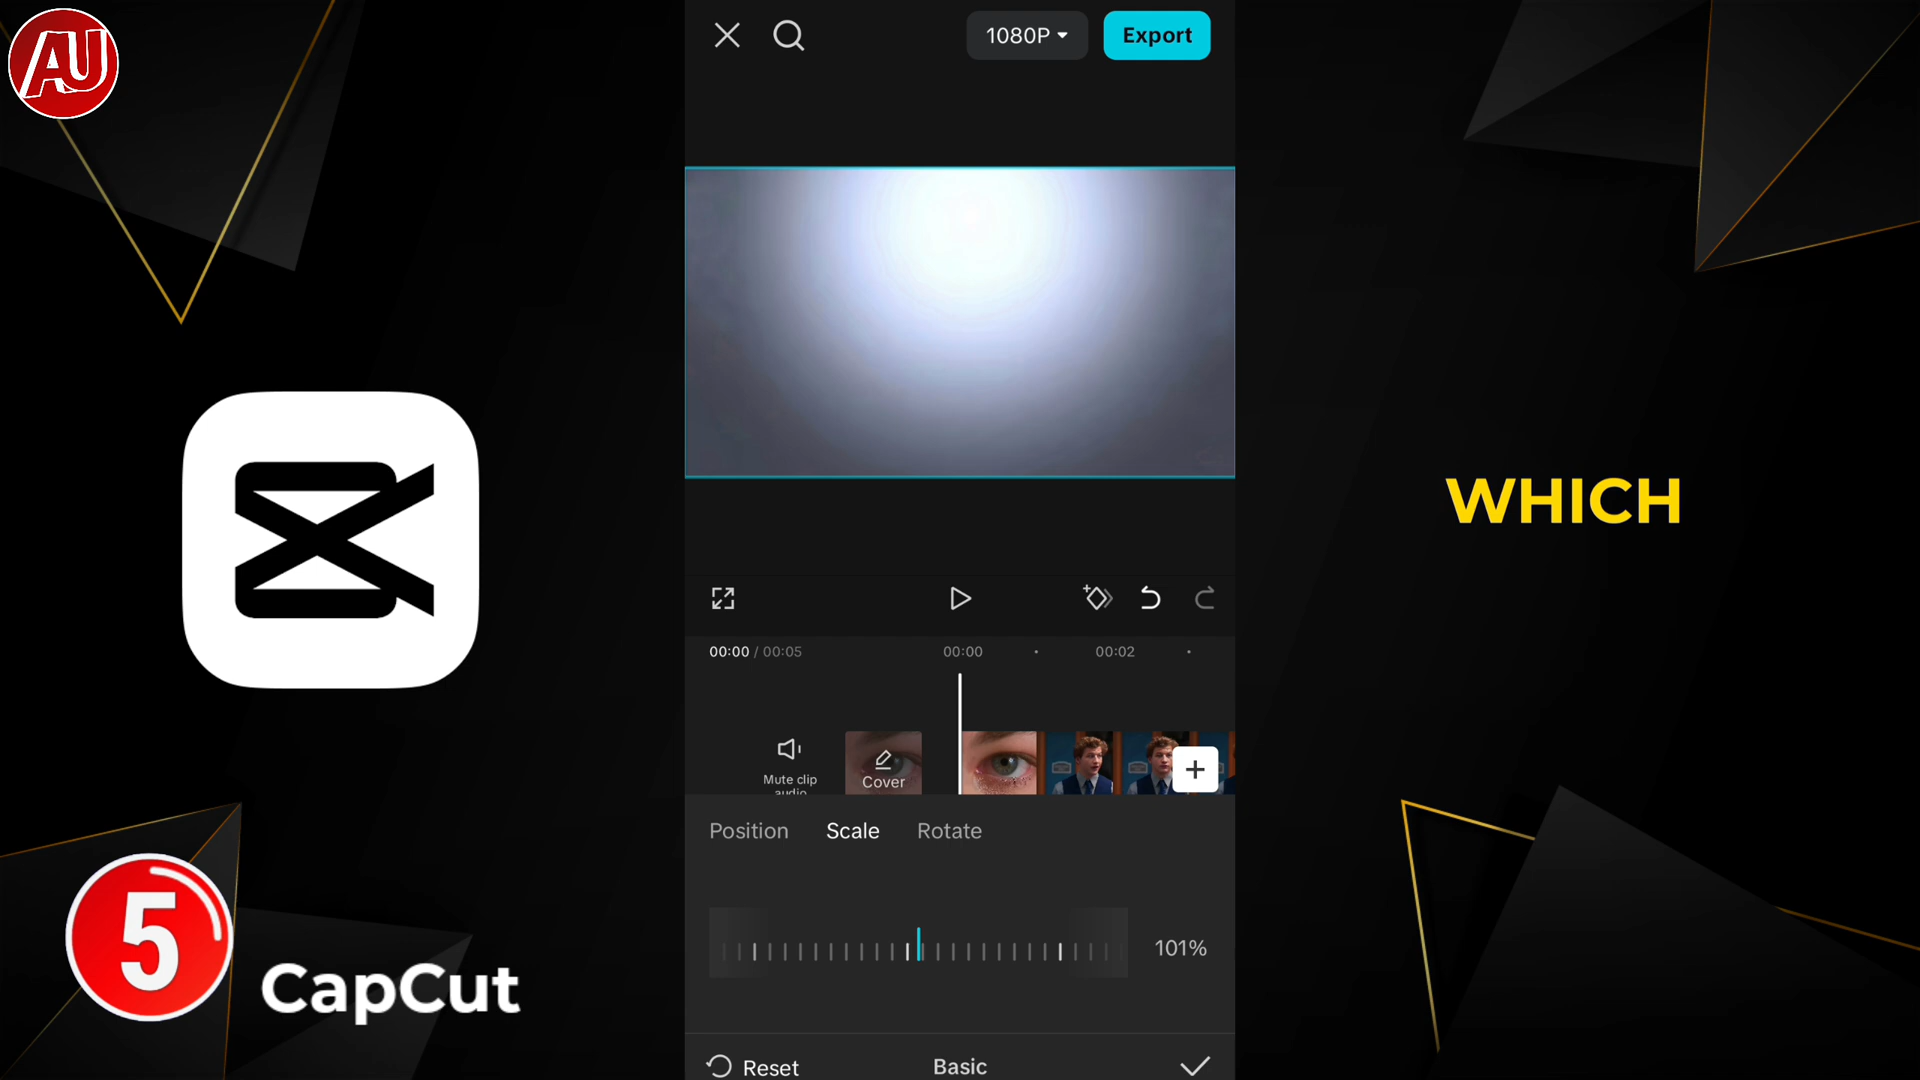 AU
1080P
Export
WHICH
00:00 / 00:05
00:00
00:02
Mute clip
audio
Cover
Position
Scale
Rotate
101%
5
CapCut
Reset
Basic